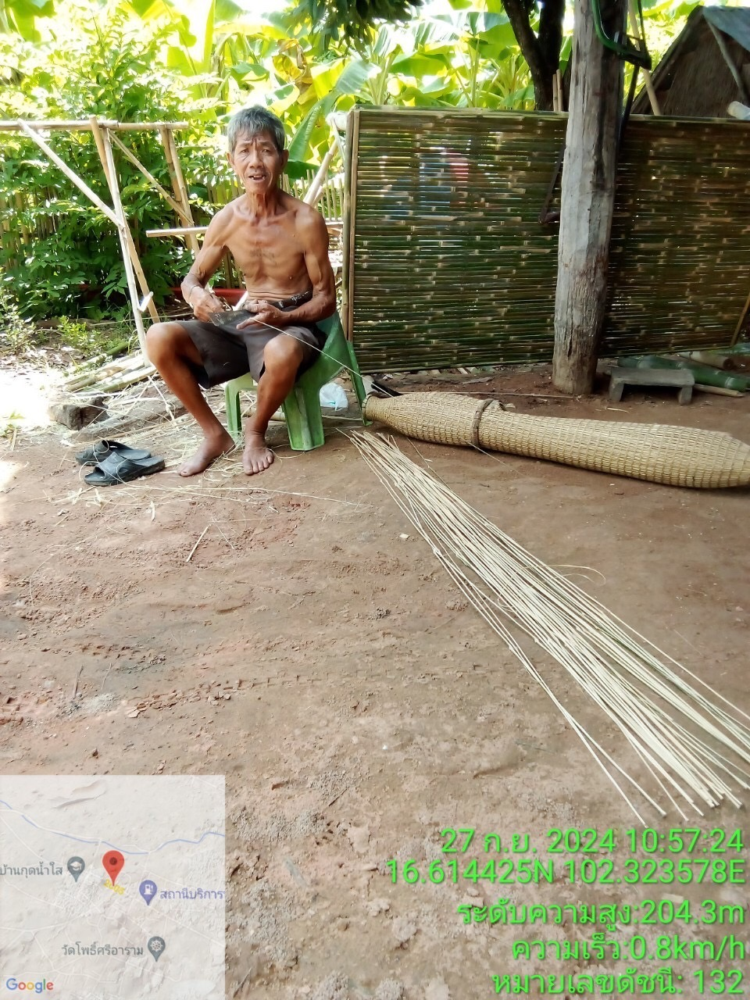 บ้านกุดน้ำใส
สถานีบริการ
วัดโพธิ์ศรีอาราม
Google
27 ก.ย. 2024 10:57:24
16.614425N 102.323578E
ระดับความสูง:204.3m
ความเร็ว:0.8km/h
หมายเลขดัชนี: 132